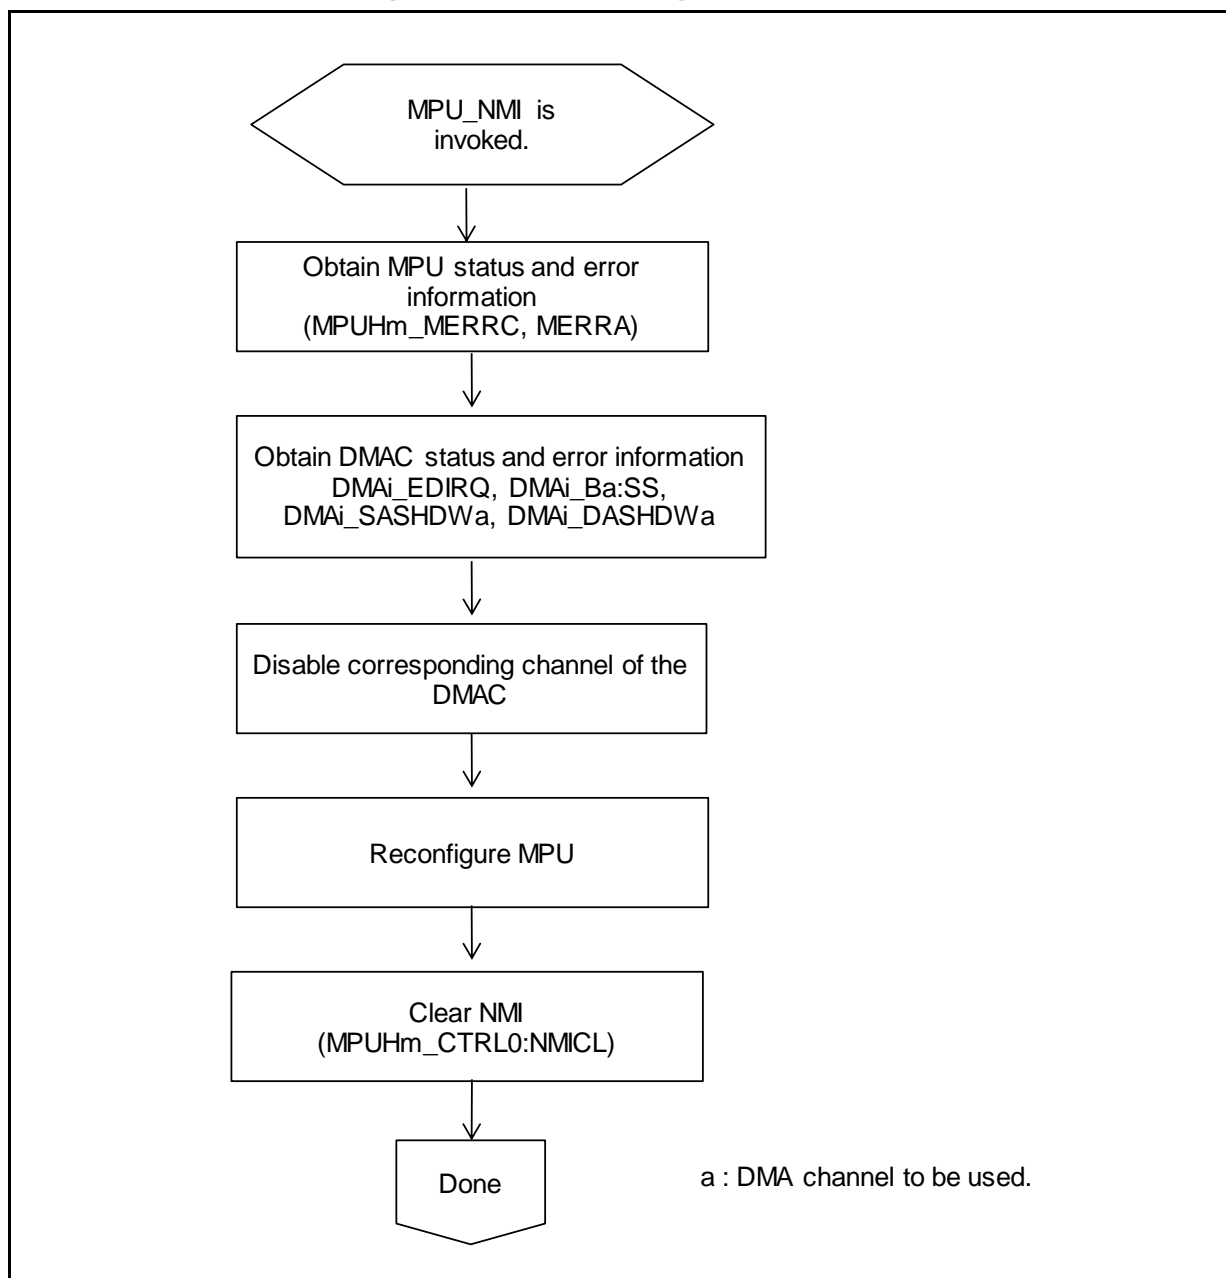 MPU_NMI is
invoked.
Obtain MPU status and error
information
(MPUHm_MERRC, MERRA)
Obtain DMAC status and error information
DMAi_EDIRQ, DMAi_Ba:SS,
DMAi_SASHDWa, DMAi_DASHDWa
Disable corresponding channel of the
DMAC
Reconfigure MPU
Clear NMI
(MPUHm_CTRL0:NMICL)
Done
a : DMA channel to be used.